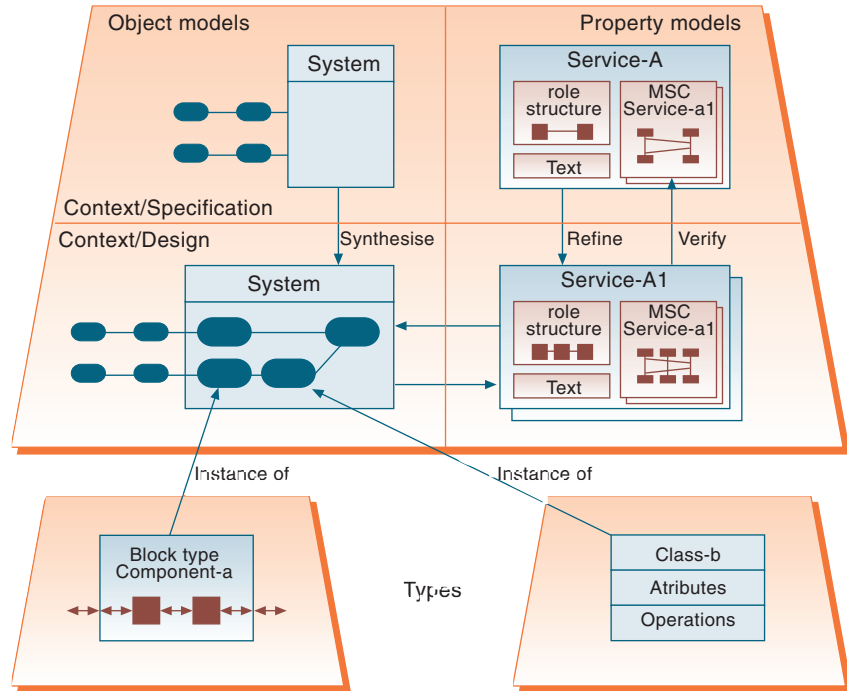 Object models
Property models
System
Service-A
role
structure
Text
MSC
Service-a1
Context/Specification
Context/Design
Synthesise
Refine
Verify
System
Service-A1
role
structure
Text
MSC
Service-a1
Instance of
Instance of
Block type
Component-a
Types
Class-b
Atributes
Operations